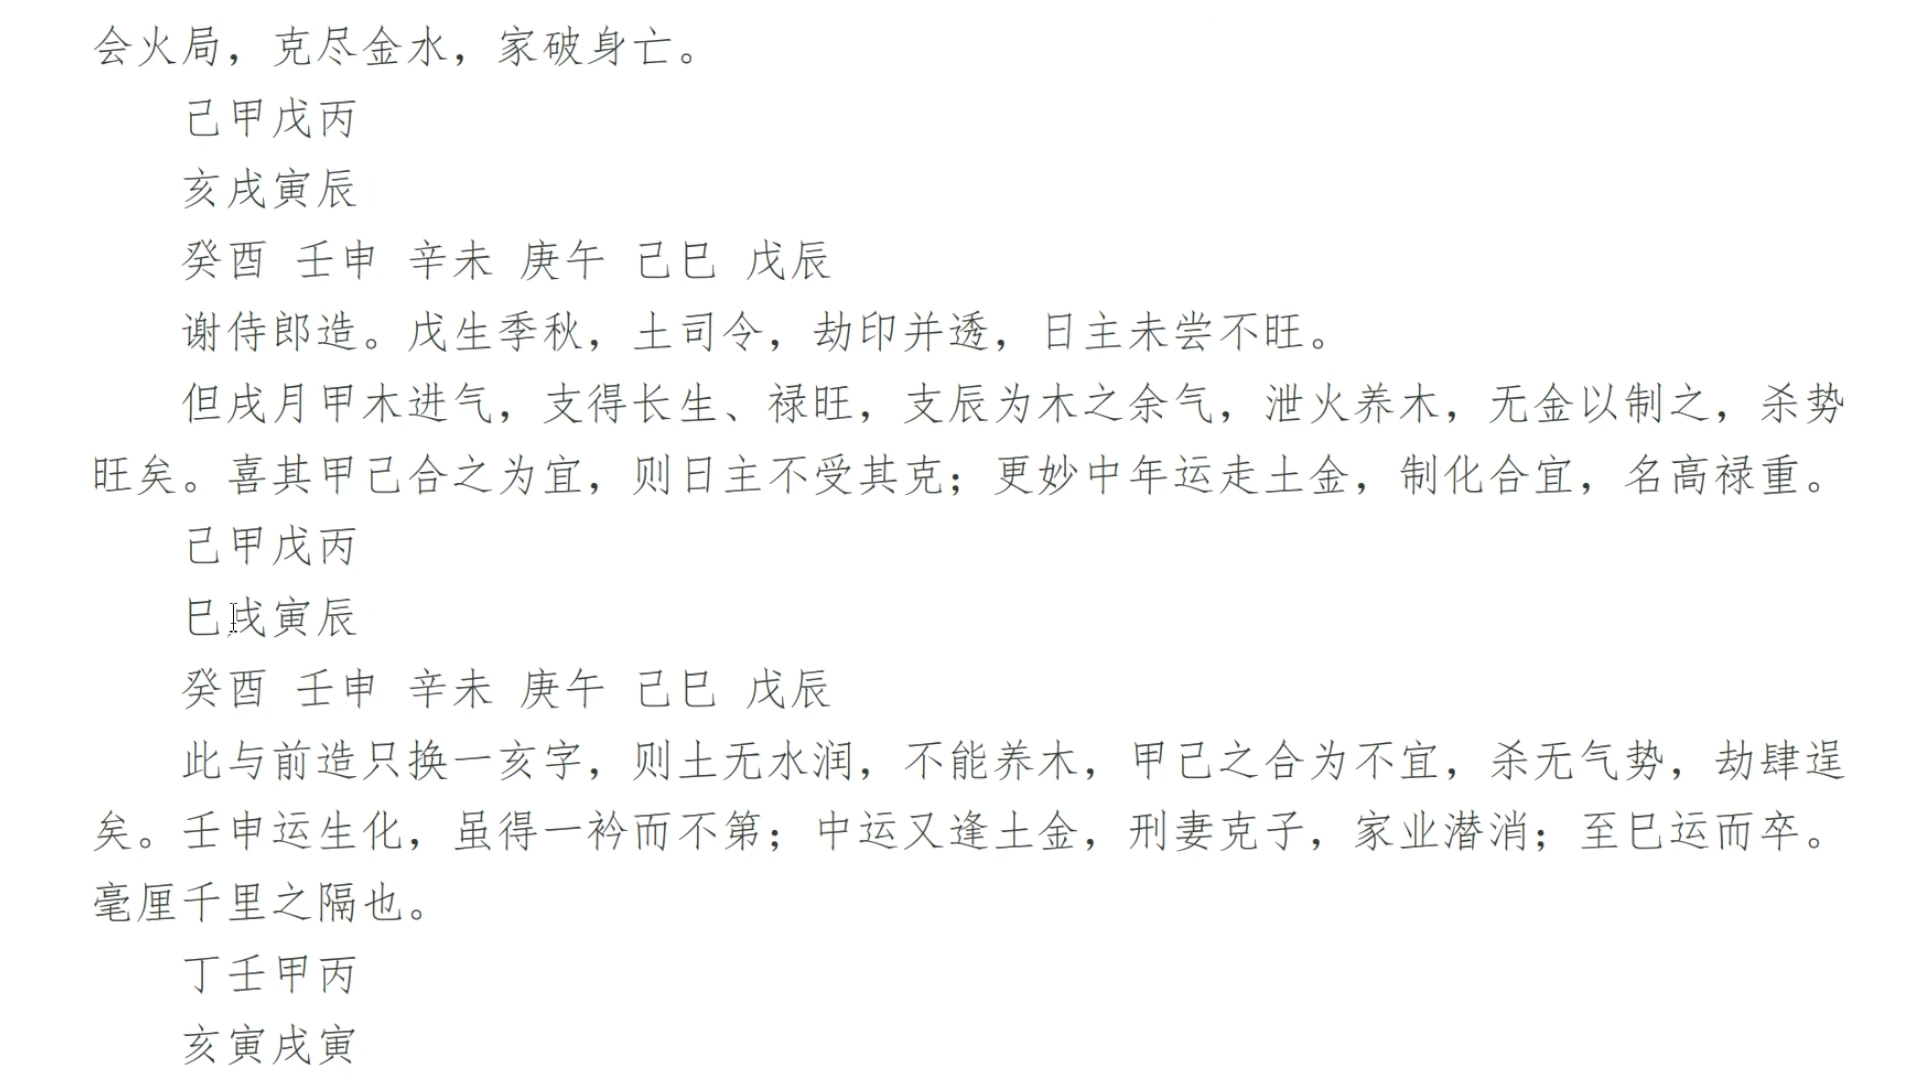 会火局，克尽金水，家破身亡。
己甲戊丙
亥戌寅辰
癸酉 壬申 辛未 庚午 己巳 戊辰
谢侍郎造。戊生季秋，土司令，劫印并透，日主未尝不旺。
但戌月甲木进气，支得长生、禄旺，支辰为木之余气，泄火养木，无金以制之，杀势
旺矣。喜其甲己合之为宜，则日主不受其克；更妙中年运走土金，制化合宜，名高禄重。
己甲戊丙
巳戌寅辰
癸酉 壬申 辛未 庚午 己巳 戊辰
此与前造只换一亥字，则土无水润，不能养木，甲己之合为不宜，杀无气势，劫肆逞
矣。壬申运生化，虽得一衿而不第；中运又逢土金，刑妻克子，家业潜消；至巳运而卒。
毫厘千里之隔也。
丁壬甲丙
亥寅戌寅